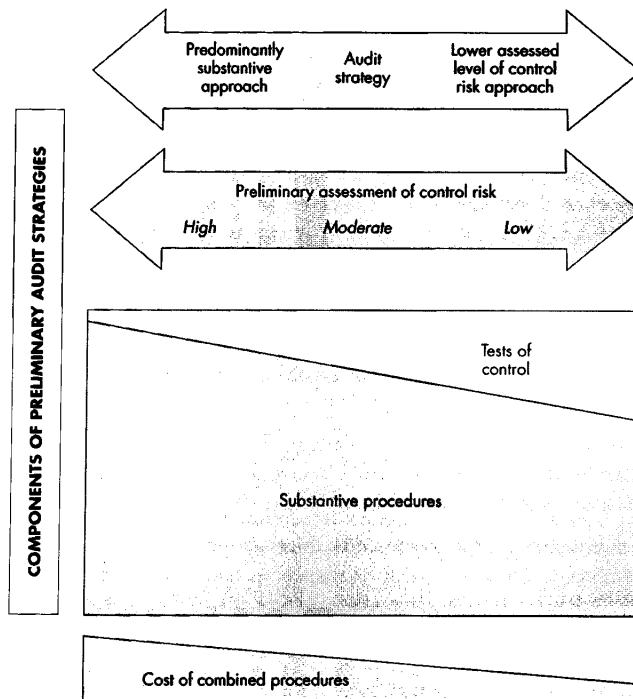 Predominantly
substantive
approach
Audit
strategy
Lower assessed
level of control
risk approach
Preliminary assessment of control risk
High
Moderate
Low
COMPONENTS OF PRELIMINARY AUDIT STRATEGIES
Tests of
control
Substantive procedures
Cost of combined procedures